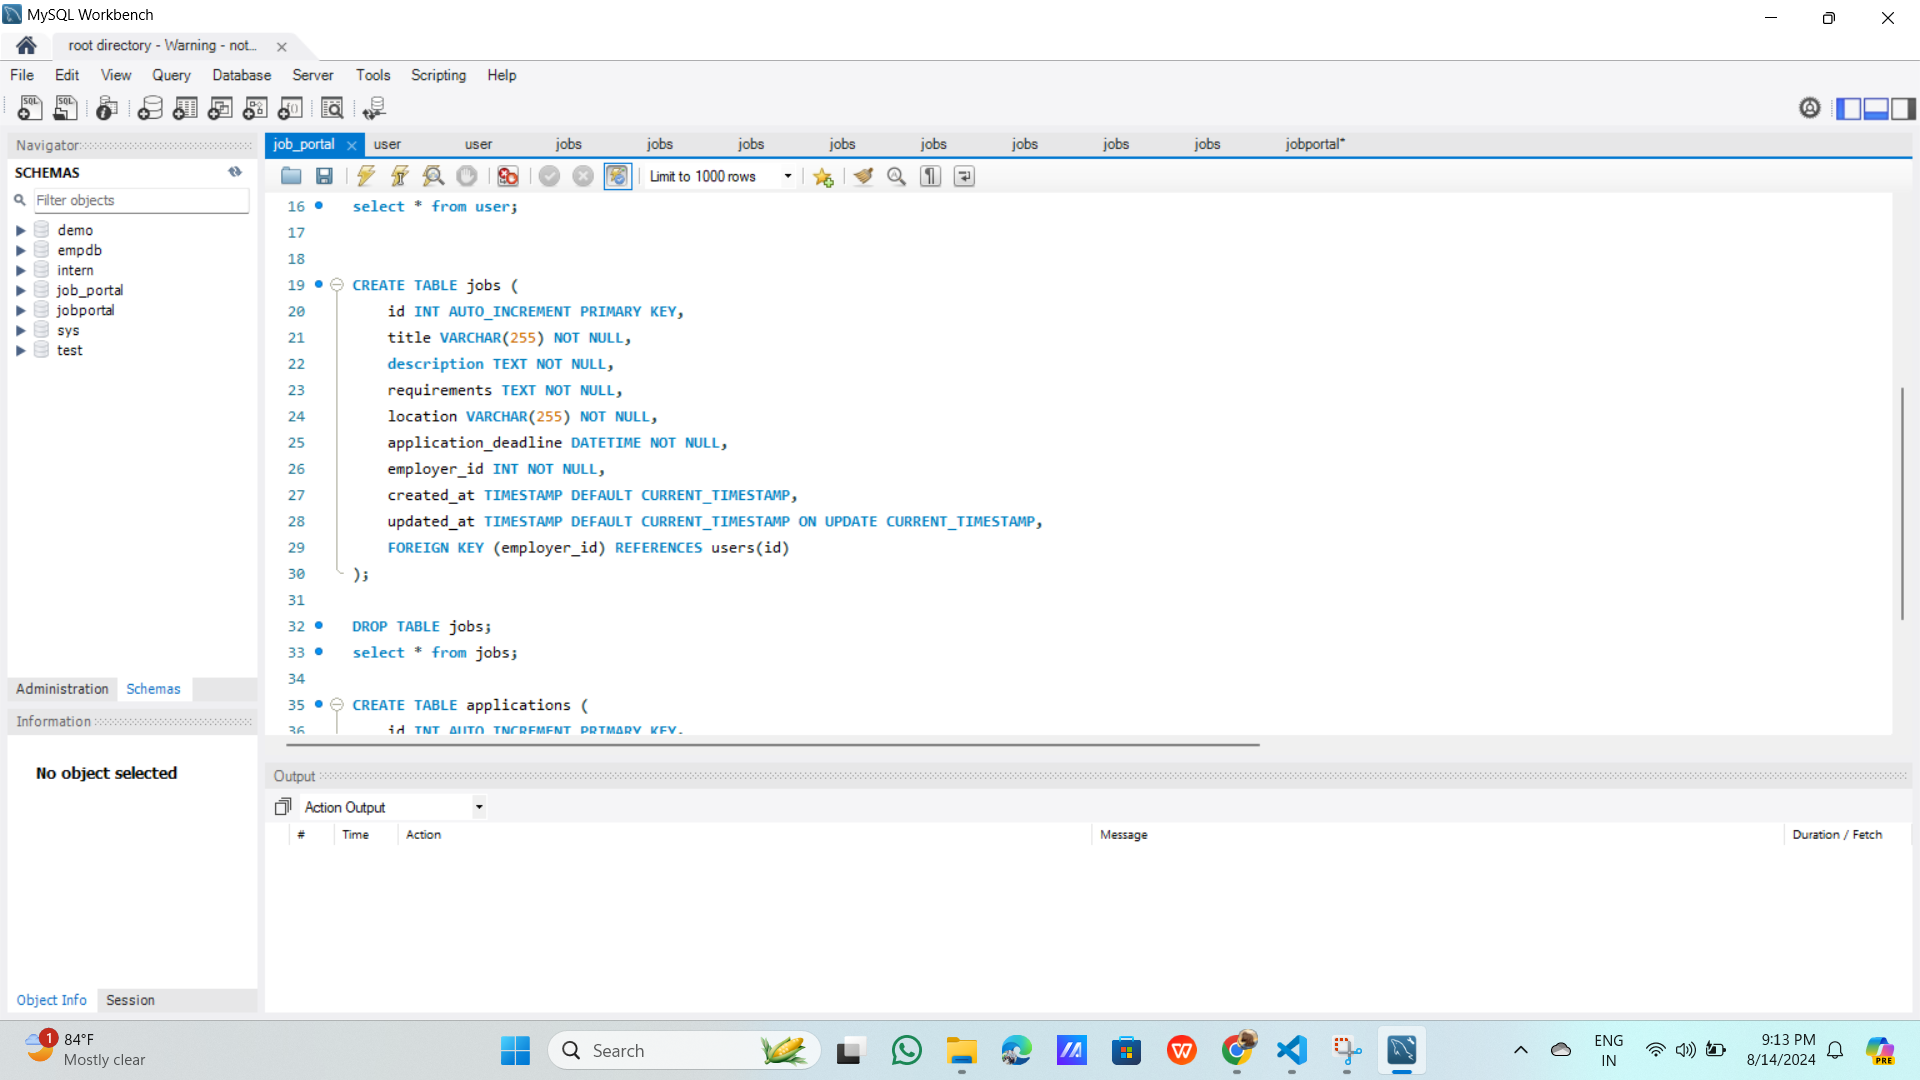 MySQL Workbench
root directory - Warning - not...
File Edit View Query Database Server Tools Scripting Help
Navigator
SCHEMAS
Filter objects
demo
empdb
intern
job_portal
jobportal
sys
test
Administration Schemas
Information
No object selected
Object Info Session
job_portal user user jobs jobs jobs jobs jobs jobs jobs jobs jobportal*
Limit to 1000 rows
16 select * from user;
17
18
19 CREATE TABLE jobs (
20 id INT AUTO_INCREMENT PRIMARY KEY,
21 title VARCHAR(255) NOT NULL,
22 description TEXT NOT NULL,
23 requirements TEXT NOT NULL,
24 location VARCHAR(255) NOT NULL,
25 application_deadline DATETIME NOT NULL,
26 employer_id INT NOT NULL,
27 created_at TIMESTAMP DEFAULT CURRENT_TIMESTAMP,
28 updated_at TIMESTAMP DEFAULT CURRENT_TIMESTAMP ON UPDATE CURRENT_TIMESTAMP,
29 FOREIGN KEY (employer_id) REFERENCES users(id)
30 );
31
32 DROP TABLE jobs;
33 select * from jobs;
34
35 CREATE TABLE applications (
36 id INT AUTO_INCREMENT PRIMARY KEY,
Output
Action Output
# Time Action Message Duration / Fetch
1 84°F
Mostly clear
Search
ENG
IN
9:13 PM
8/14/2024
PRE